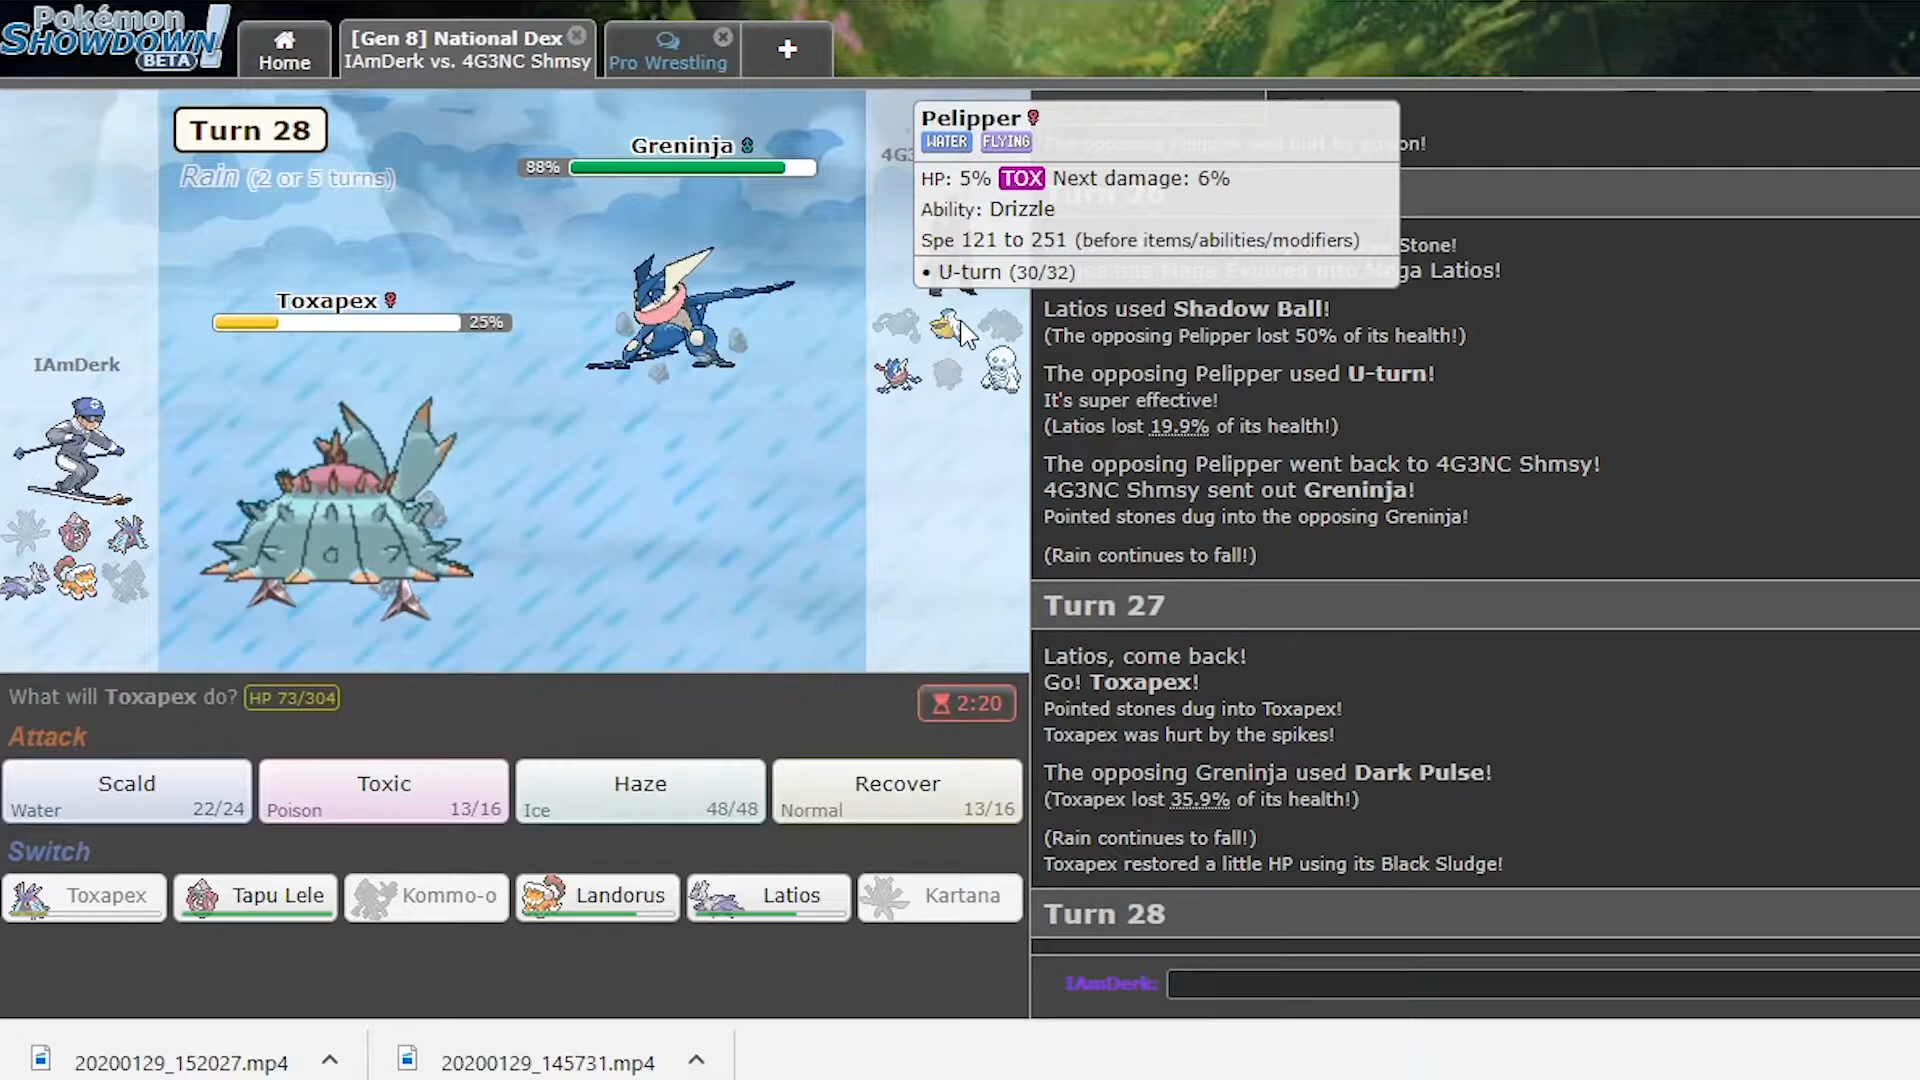 Pokémon
SHOWDOWN!
BETA
Home
[Gen 8] National Dex
IAmDerk vs. 4G3NC Shmsy
Pro Wrestling
+
Turn 28
Rain (2 or 5 turns)
Greninja
88%
Toxapex
25%
IAmDerk
4G3
Pelipper
WATER FLYING
HP: 5% TOX Next damage: 6%
Ability: Drizzle
Spe 121 to 251 (before items/abilities/modifiers)
• U-turn (30/32)
Stone!
ga Latios!
Latios used Shadow Ball!
(The opposing Pelipper lost 50% of its health!)
The opposing Pelipper used U-turn!
It's super effective!
(Latios lost 19.9% of its health!)
The opposing Pelipper went back to 4G3NC Shmsy!
4G3NC Shmsy sent out Greninja!
Pointed stones dug into the opposing Greninja!
(Rain continues to fall!)
Turn 27
Latios, come back!
Go! Toxapex!
Pointed stones dug into Toxapex!
Toxapex was hurt by the spikes!
The opposing Greninja used Dark Pulse!
(Toxapex lost 35.9% of its health!)
(Rain continues to fall!)
Toxapex restored a little HP using its Black Sludge!
Turn 28
IAmDerk:
What will Toxapex do? HP 73/304
2:20
Attack
Scald
Water 22/24
Toxic
Poison 13/16
Haze
Ice 48/48
Recover
Normal 13/16
Switch
Toxapex
Tapu Lele
Kommo-o
Landorus
Latios
Kartana
20200129_152027.mp4
20200129_145731.mp4